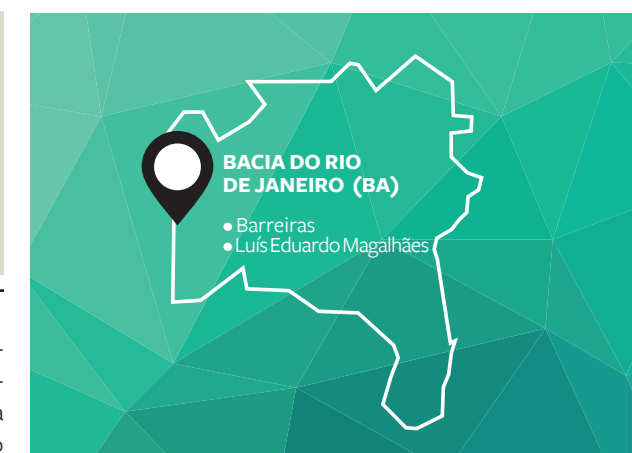 BACIA DO RIO
DE JANEIRO (BA)
• Barreiras
• Luís Eduardo Magalhães
-
-
a
o